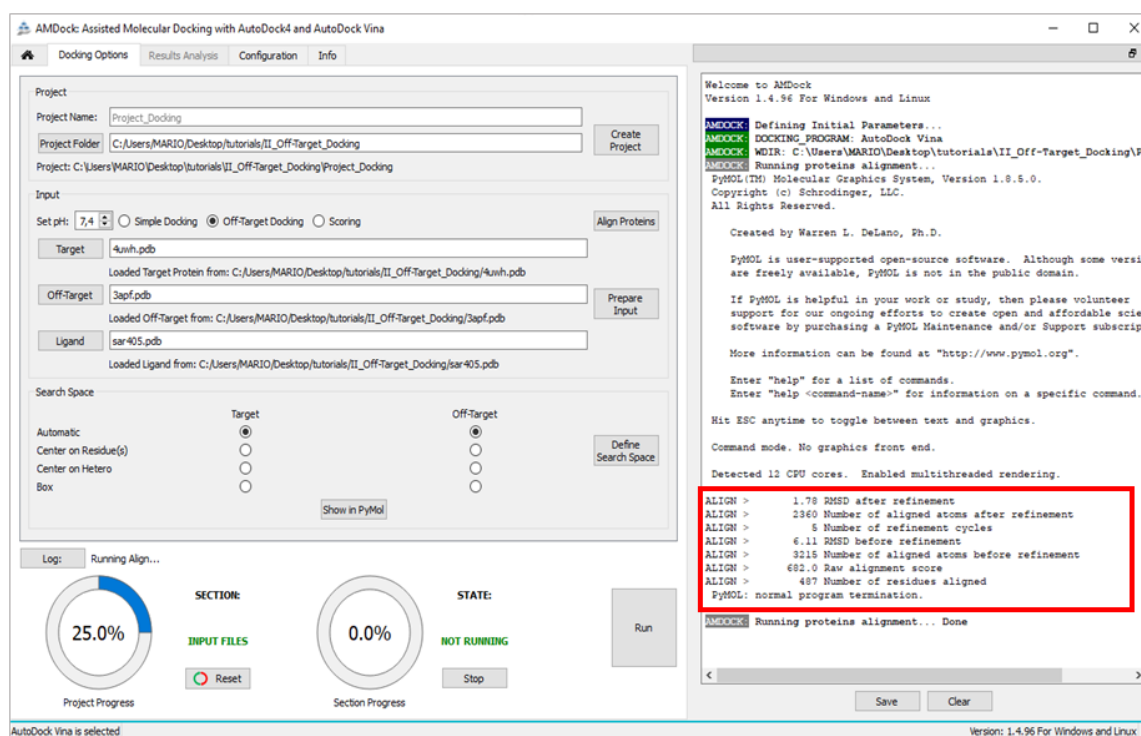 AMDock: Assisted Molecular Docking with AutoDock4 and AutoDock Vina
Docking Options Results Analysis Configuration Info
Project
Project Name: Project_Docking
Project Folder C:/Users/MARIO/Desktop/tutorials/II_Off-Target_Docking
Create Project
Project: C:\Users\MARIO\Desktop\tutorials\II_Off-Target_Docking\Project_Docking
Input
Set pH: 7,4 Simple Docking Off-Target Docking Scoring Align Proteins
Target 4uwh.pdb
Loaded Target Protein from: C:/Users/MARIO/Desktop/tutorials/II_Off-Target_Docking/4uwh.pdb
Off-Target 3apf.pdb
Prepare Input
Loaded Off-Target from: C:/Users/MARIO/Desktop/tutorials/II_Off-Target_Docking/3apf.pdb
Ligand sar405.pdb
Loaded Ligand from: C:/Users/MARIO/Desktop/tutorials/II_Off-Target_Docking/sar405.pdb
Search Space
Target Off-Target
Automatic
Center on Residue(s)
Center on Hetero
Box
Define Search Space
Show in PyMol
Log: Running Align...
SECTION: STATE:
25.0% INPUT FILES 0.0% NOT RUNNING Run
Reset Stop
Project Progress Section Progress
AutoDock Vina is selected
Welcome to AMDock
Version 1.4.96 For Windows and Linux
AMDOCK: Defining Initial Parameters...
AMDOCK: DOCKING_PROGRAM: AutoDock Vina
AMDOCK: WDIR: C:\Users\MARIO\Desktop\tutorials\II_Off-Target_Docking\P
AMDOCK: Running proteins alignment...
PyMOL(TM) Molecular Graphics System, Version 1.8.5.0.
Copyright (c) Schrodinger, LLC.
All Rights Reserved.
Created by Warren L. DeLano, Ph.D.
PyMOL is user-supported open-source software. Although some versi
are freely available, PyMOL is not in the public domain.
If PyMOL is helpful in your work or study, then please volunteer
support for our ongoing efforts to create open and affordable scie
software by purchasing a PyMOL Maintenance and/or Support subscrip
More information can be found at "http://www.pymol.org".
Enter "help" for a list of commands.
Enter "help <command-name>" for information on a specific command.
Hit ESC anytime to toggle between text and graphics.
Command mode. No graphics front end.
Detected 12 CPU cores. Enabled multithreaded rendering.
ALIGN > 1.78 RMSD after refinement
ALIGN > 2360 Number of aligned atoms after refinement
ALIGN > 5 Number of refinement cycles
ALIGN > 6.11 RMSD before refinement
ALIGN > 3215 Number of aligned atoms before refinement
ALIGN > 682.0 Raw alignment score
ALIGN > 487 Number of residues aligned
PyMOL: normal program termination.
AMDOCK: Running proteins alignment... Done
Save Clear
Version: 1.4.96 For Windows and Linux